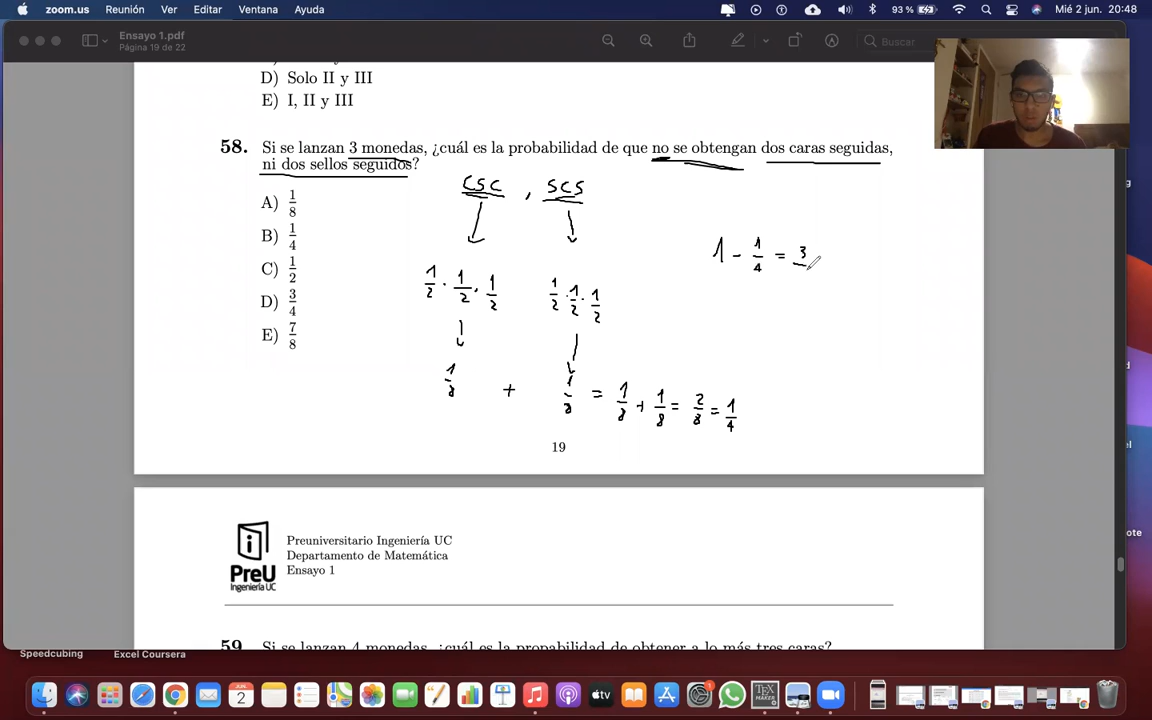 zoom.us Reunión Ver Editar Ventana Ayuda 93 % Mié 2 jun. 20:48
Ensayo 1.pdf
Página 19 de 22
Buscar
D) Solo II y III
E) I, II y III
58. Si se lanzan 3 monedas, ¿cuál es la probabilidad de que no se obtengan dos caras seguidas,
ni dos sellos seguidos?
CSC , SCS
A) 1/8
B) 1/4
C) 1/2
D) 3/4
E) 7/8
1 - 1/4 = 3
1/2 · 1/2 · 1/2 1/2 · 1/2 · 1/2
1/8 + 1/8 = 1/8 + 1/8 = 2/8 = 1/4
19
PreU
Ingeniería UC
Preuniversitario Ingeniería UC
Departamento de Matemática
Ensayo 1
59. Si se lanzan 4 monedas, ¿cuál es la probabilidad de obtener a lo más tres caras?
Speedcubing Excel Coursera